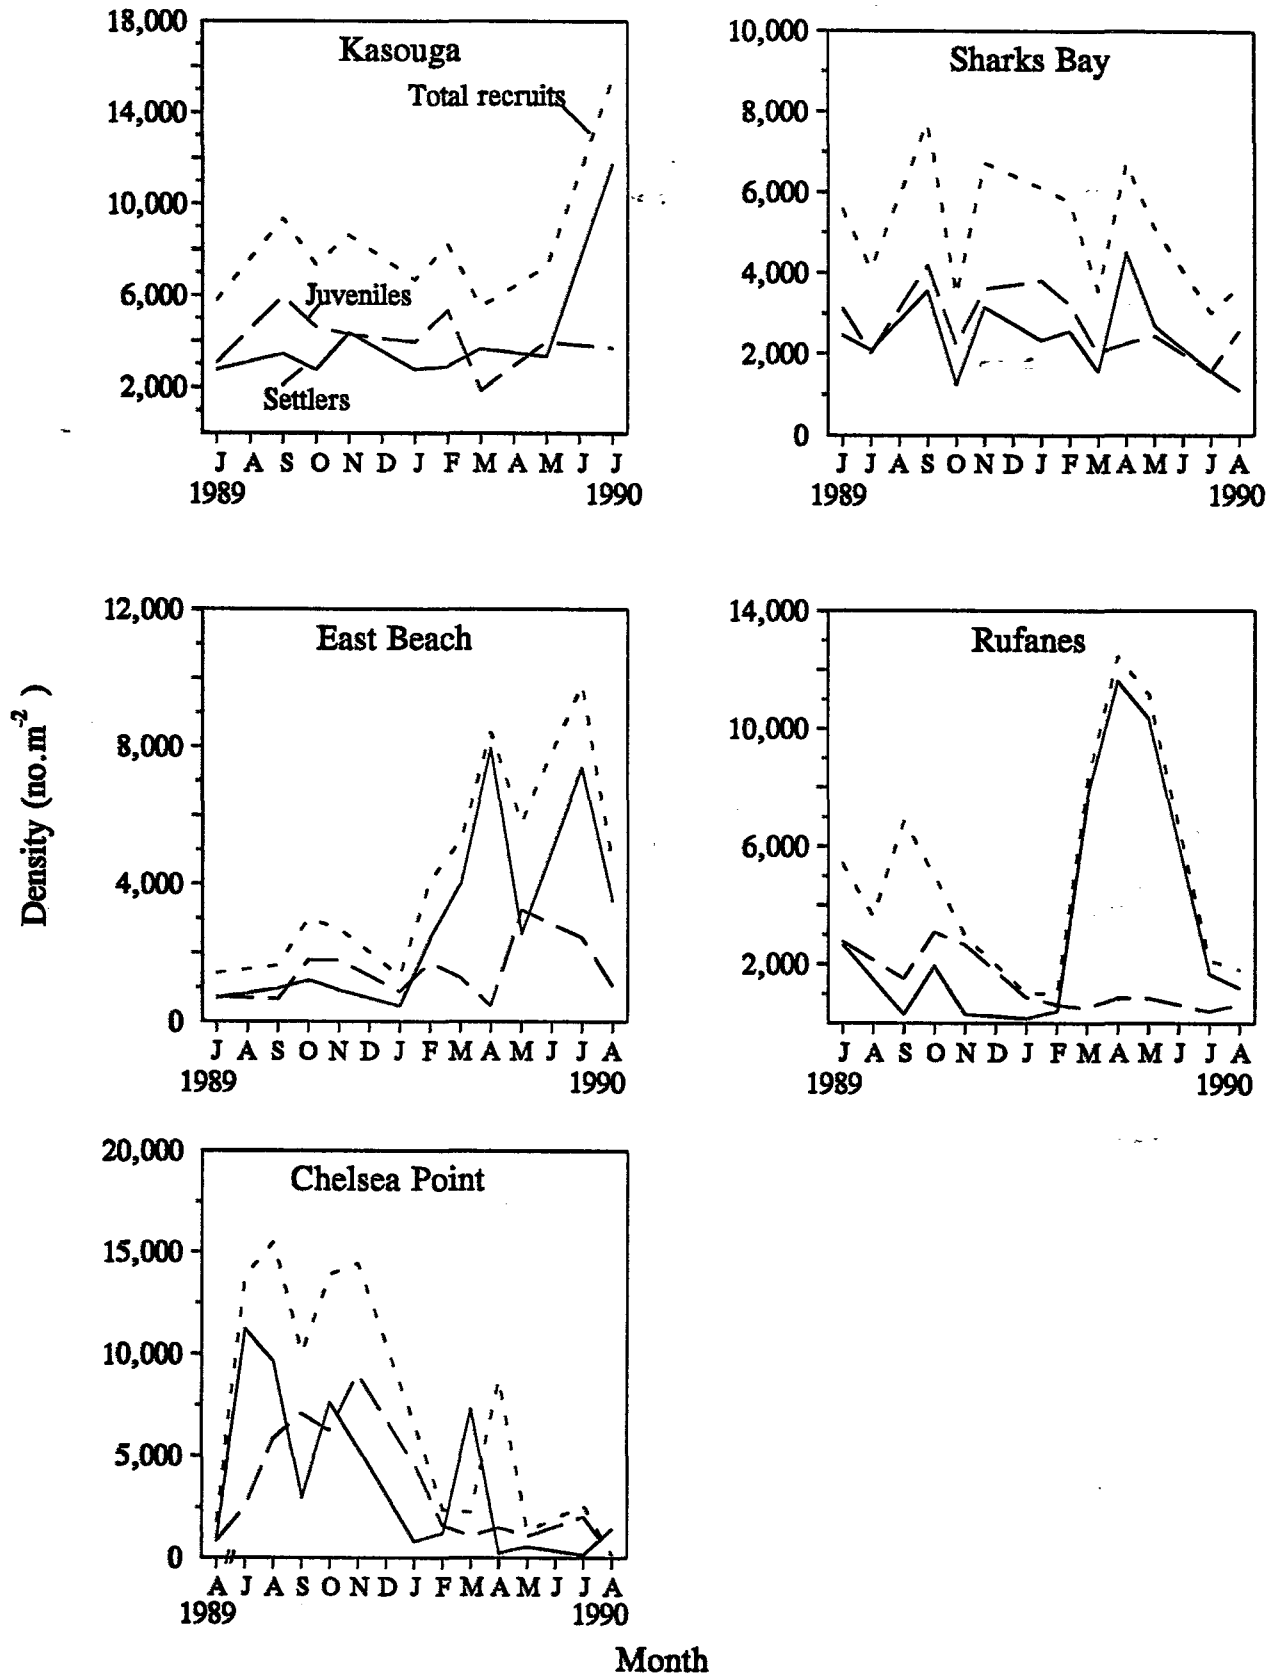 18,000
14,000
10,000
6,000
2,000
Kasouga
Total recruits
Juveniles
Settlers
J A S O N D J F M A M J
1989 1990
10,000
8,000
6,000
4,000
2,000
0
Sharks Bay
J J A S O N D J F M A M J J A
1989 1990
Density (no.m-2 )
12,000
8,000
4,000
0
East Beach
J A S O N D J F M A M J J A
1989 1990
14,000
10,000
6,000
2,000
Rufanes
J A S O N D J F M A M J J A
1989 1990
20,000
15,000
10,000
5,000
0
Chelsea Point
A J A S O N D J F M A M J J A
1989 1990
Month